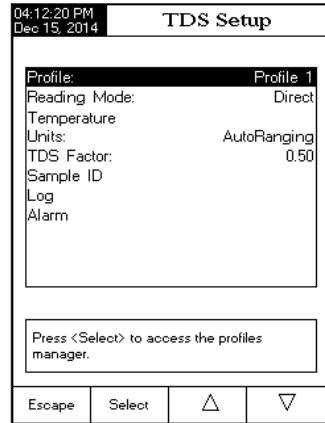 04:12:20 PM
Dec 15, 2014
TDS Setup
Profile: Profile 1
Reading Mode: Direct
Temperature
Units: AutoRanging
TDS Factor: 0.50
Sample ID
Log
Alarm
Press <Select> to access the profiles
manager.
Escape Select